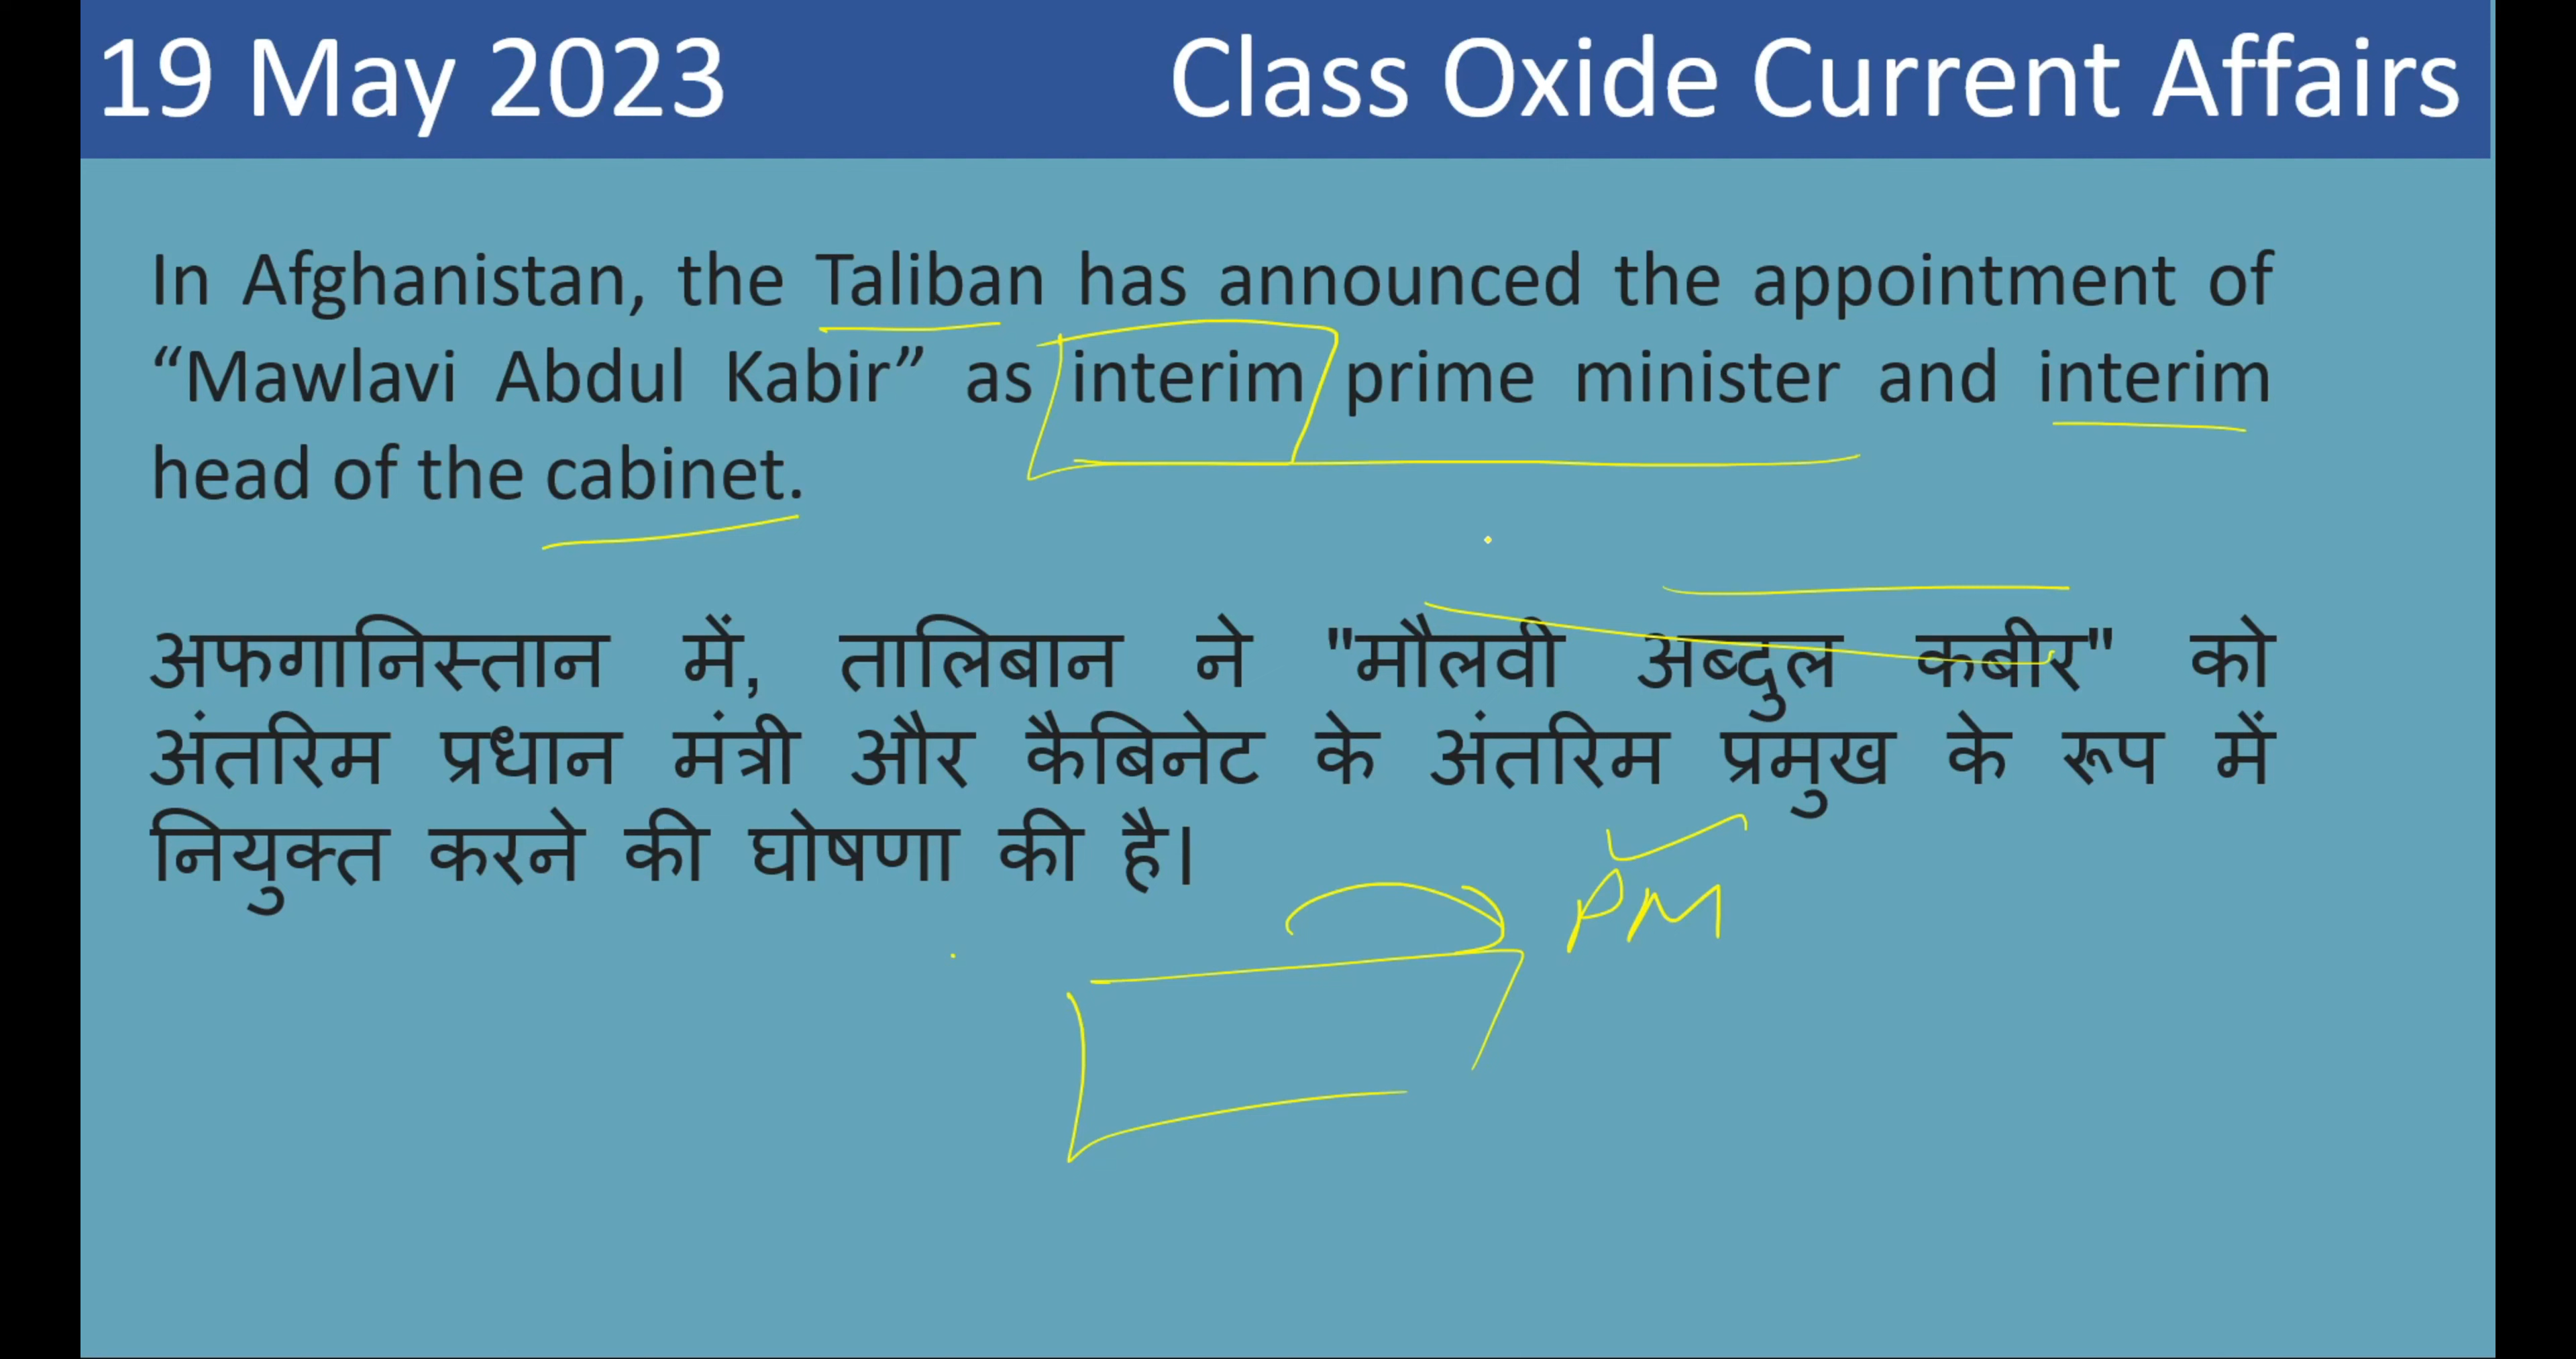 19 May 2023 Class Oxide Current Affairs
In Afghanistan, the Taliban has announced the appointment of
“Mawlavi Abdul Kabir” as interim prime minister and interim
head of the cabinet.
अफगानिस्तान में, तालिबान ने "मौलवी अब्दुल कबीर" को
अंतरिम प्रधान मंत्री और कैबिनेट के अंतरिम प्रमुख के रूप में
नियुक्त करने की घोषणा की है।
PM